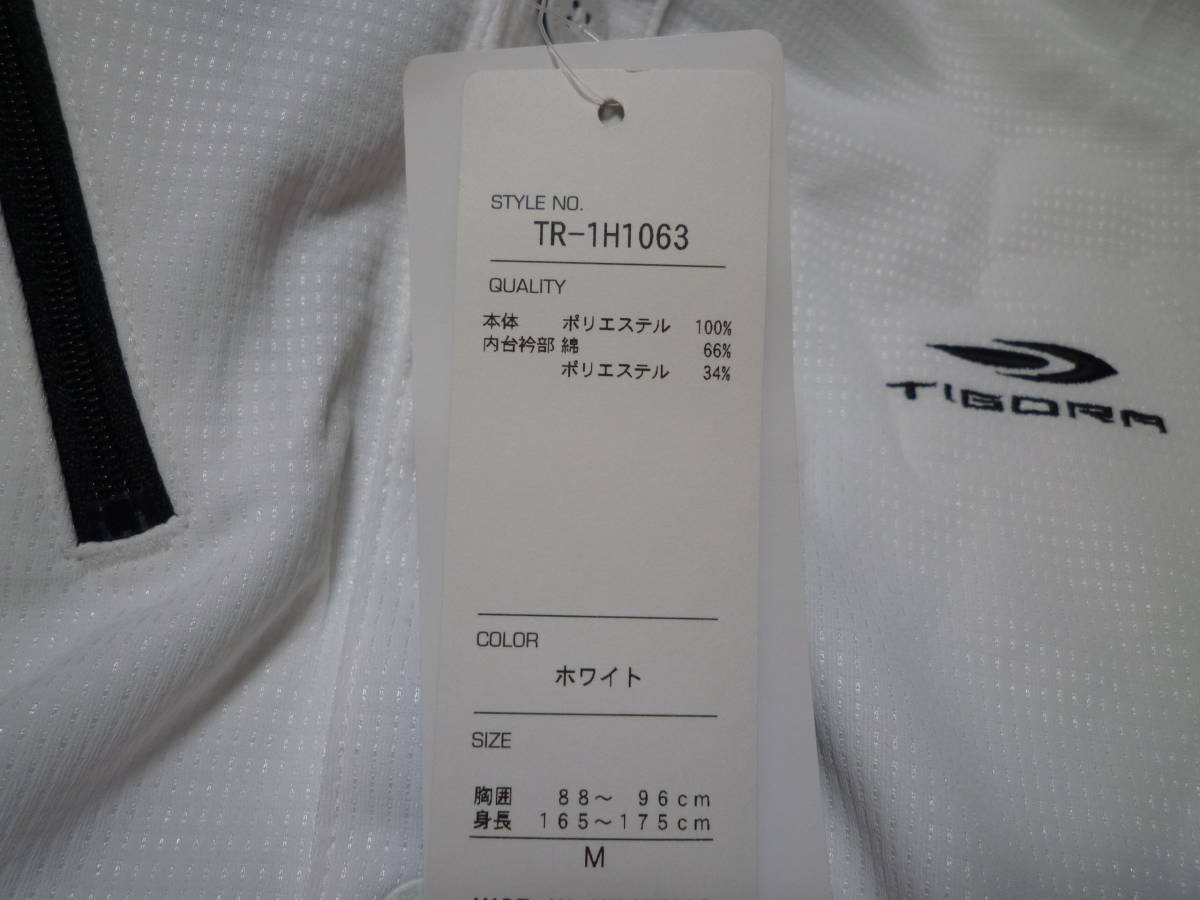 STYLE NO.
TR-1H1063
QUALITY
本体 ポリエステル 100%
内台衿部 綿 66%
ポリエステル 34%
COLOR
ホワイト
SIZE
胸囲 88～ 96cm
身長 165～175cm
M
TIGORA